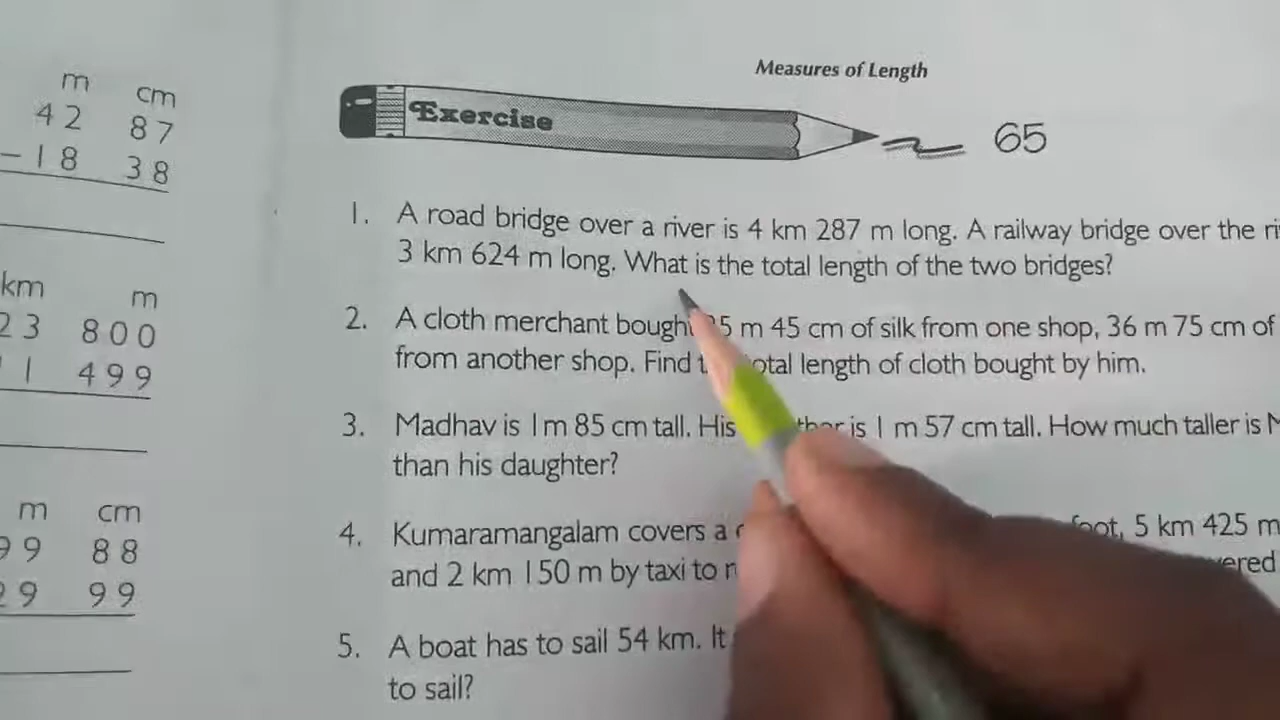 m cm
42 87
–18 38
km m
23 800
1 499
m cm
99 88
29 99
Measures of Length
Exercise 65
1. A road bridge over a river is 4 km 287 m long. A railway bridge over the
3 km 624 m long. What is the total length of the two bridges?
2. A cloth merchant bought 5 m 45 cm of silk from one shop, 36 m 75 cm of
from another shop. Find total length of cloth bought by him.
3. Madhav is 1 m 85 cm tall. His is 1 m 57 cm tall. How much taller is
than his daughter?
4. Kumaramangalam covers a foot, 5 km 425 m
and 2 km 150 m by taxi to
5. A boat has to sail 54 km. It
to sail?